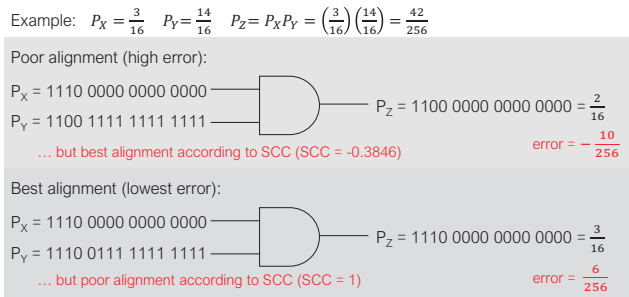 Example: P_X = 3/16 P_Y= 14/16 P_Z= P_XP_Y = (3/16)(14/16) = 42/256
Poor alignment (high error):
P_X = 1110 0000 0000 0000
P_Z = 1100 0000 0000 0000 = 2/16
P_Y = 1100 1111 1111 1111
... but best alignment according to SCC (SCC = -0.3846)
error = − 10/256
Best alignment (lowest error):
P_X = 1110 0000 0000 0000
P_Z = 1110 0000 0000 0000 = 3/16
P_Y = 1110 0111 1111 1111
... but poor alignment according to SCC (SCC = 1)
error = 6/256